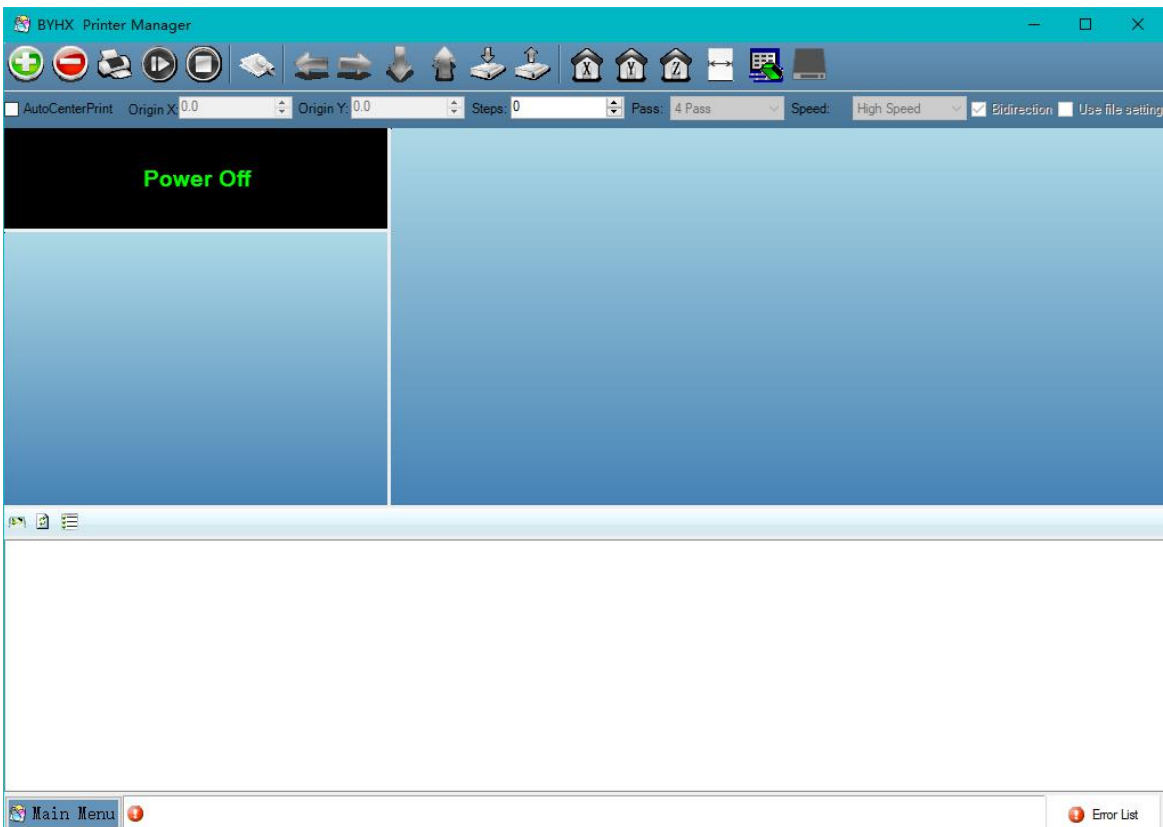 BYHX Printer Manager
X Y Z
AutoCenterPrint Origin X: 0.0 Origin Y: 0.0 Steps: 0 Pass: 4 Pass Speed: High Speed Bidirection Use file setting
Power Off
Main Menu Error List